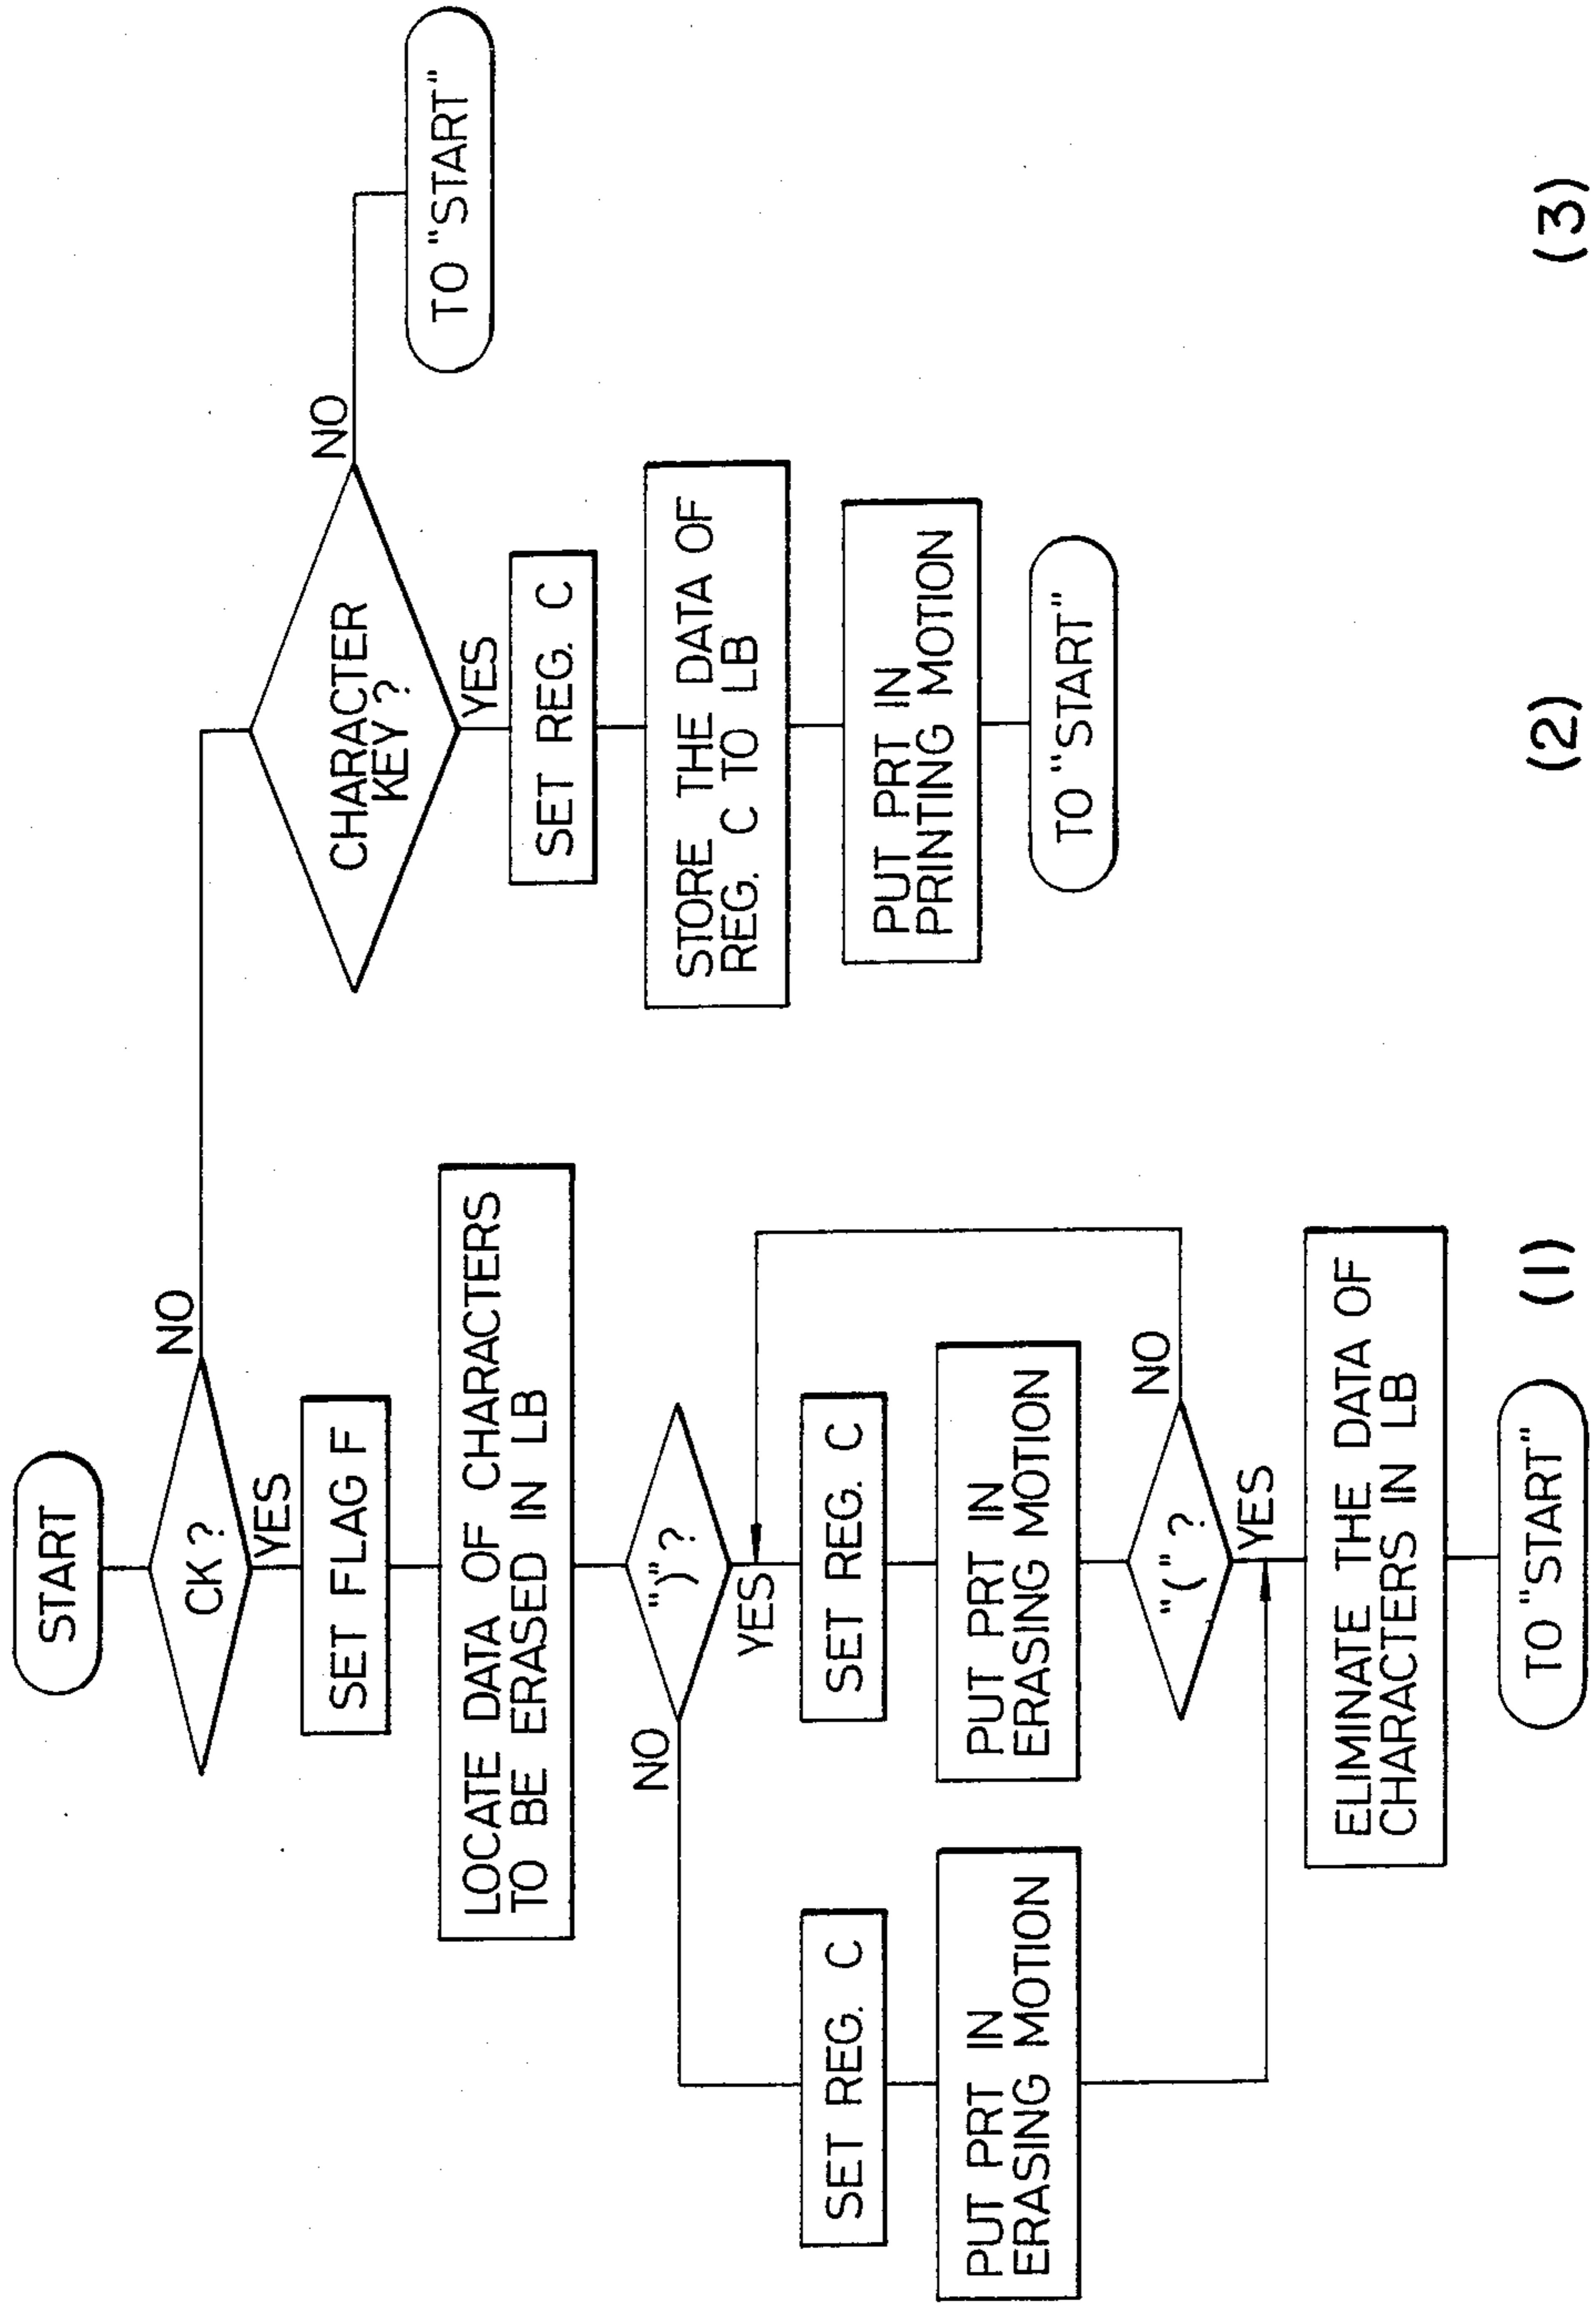 START
CK?
NO
YES
SET FLAG F
LOCATE DATA OF CHARACTERS
TO BE ERASED IN LB
")"?
NO
YES
SET REG. C
PUT PRT IN
ERASING MOTION
SET REG. C
PUT PRT IN
ERASING MOTION
"("?
NO
YES
ELIMINATE THE DATA OF
CHARACTERS IN LB
TO "START"
(1)
CHARACTER
KEY?
NO
YES
SET REG. C
STORE THE DATA OF
REG. C TO LB
PUT PRT IN
PRINTING MOTION
TO "START"
(2)
TO "START"
(3)